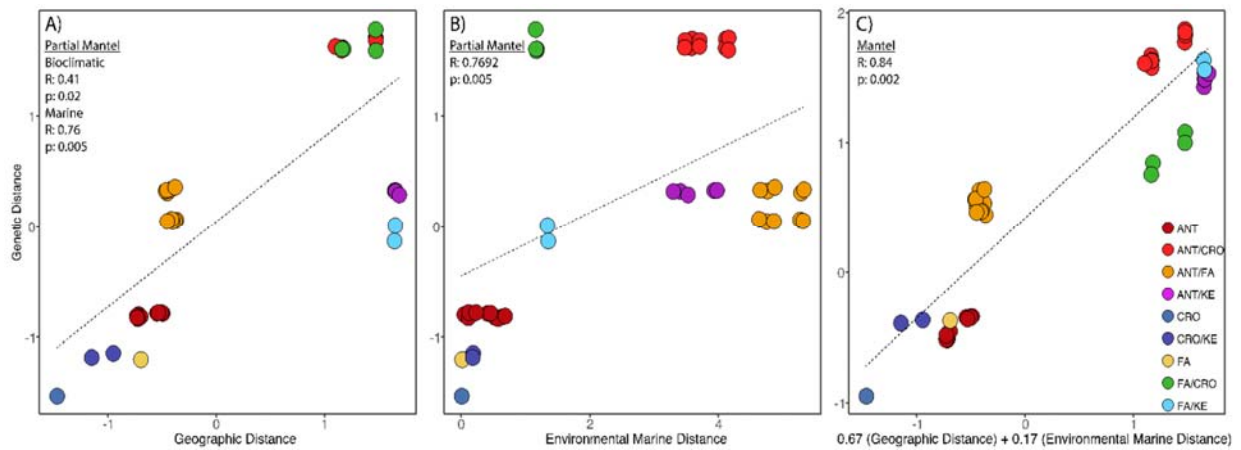 A)
Partial Mantel
Bioclimatic
R: 0.41
p: 0.02
Marine
R: 0.76
p: 0.005
1
0
-1
Genetic Distance
-1
0
1
Geographic Distance
B)
Partial Mantel
R: 0.7692
p: 0.005
1
0
-1
0
2
4
Environmental Marine Distance
C)
Mantel
R: 0.84
p: 0.002
2
1
0
-1
ANT
ANT/CRO
ANT/FA
ANT/KE
CRO
CRO/KE
FA
FA/CRO
FA/KE
-1
0
1
0.67 (Geographic Distance) + 0.17 (Environmental Marine Distance)